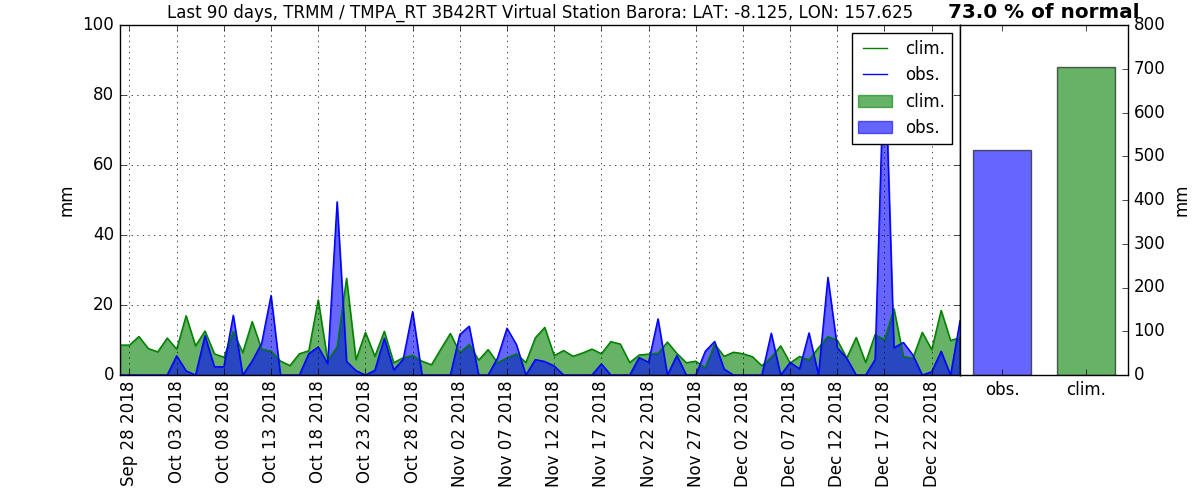 Last 90 days, TRMM / TMPA_RT 3B42RT Virtual Station Barora: LAT: -8.125, LON: 157.625
73.0 % of normal
100
80
60
40
20
0
mm
clim.
obs.
clim.
obs.
Sep 28 2018
Oct 03 2018
Oct 08 2018
Oct 13 2018
Oct 18 2018
Oct 23 2018
Oct 28 2018
Nov 02 2018
Nov 07 2018
Nov 12 2018
Nov 17 2018
Nov 22 2018
Nov 27 2018
Dec 02 2018
Dec 07 2018
Dec 12 2018
Dec 17 2018
Dec 22 2018
800
700
600
500
400
300
200
100
0
mm
obs.
clim.